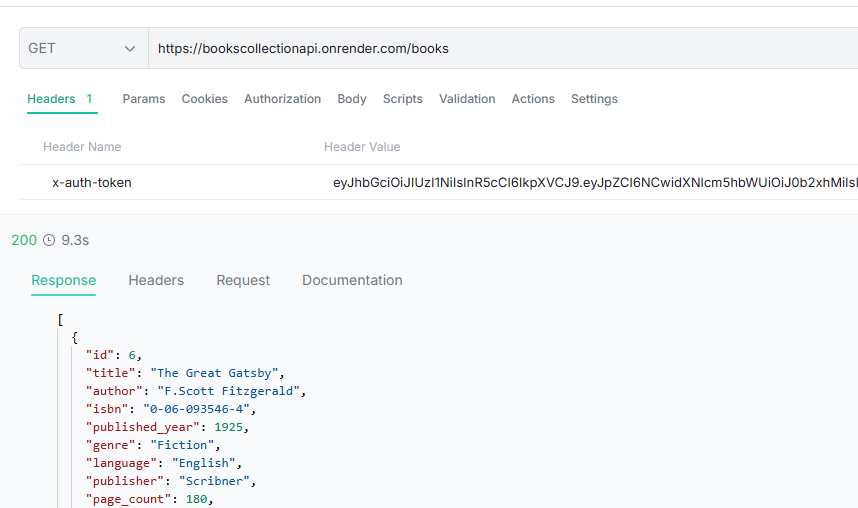 GET https://bookscollectionapi.onrender.com/books
Headers 1 Params Cookies Authorization Body Scripts Validation Actions Settings
Header Name Header Value
x-auth-token eyJhbGciOiJIUzI1NiIsInR5cCI6IkpXVCJ9.eyJpZCI6NCwidXNlcm5hbWUiOiJ0b2xhMiIsI
200 9.3s
Response Headers Request Documentation
[
{
"id": 6,
"title": "The Great Gatsby",
"author": "F.Scott Fitzgerald",
"isbn": "0-06-093546-4",
"published_year": 1925,
"genre": "Fiction",
"language": "English",
"publisher": "Scribner",
"page_count": 180,